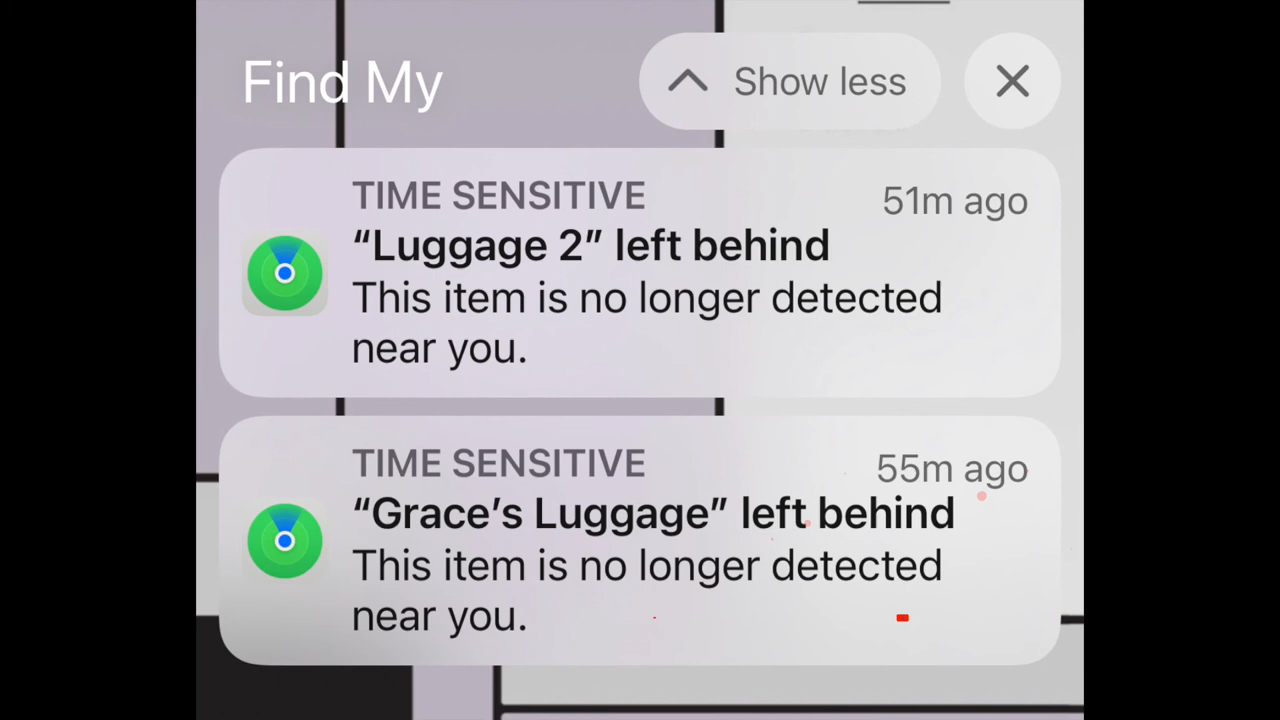 Find My
Show less
TIME SENSITIVE
51m ago
“Luggage 2” left behind
This item is no longer detected
near you.
TIME SENSITIVE
55m ago
“Grace’s Luggage” left behind
This item is no longer detected
near you.